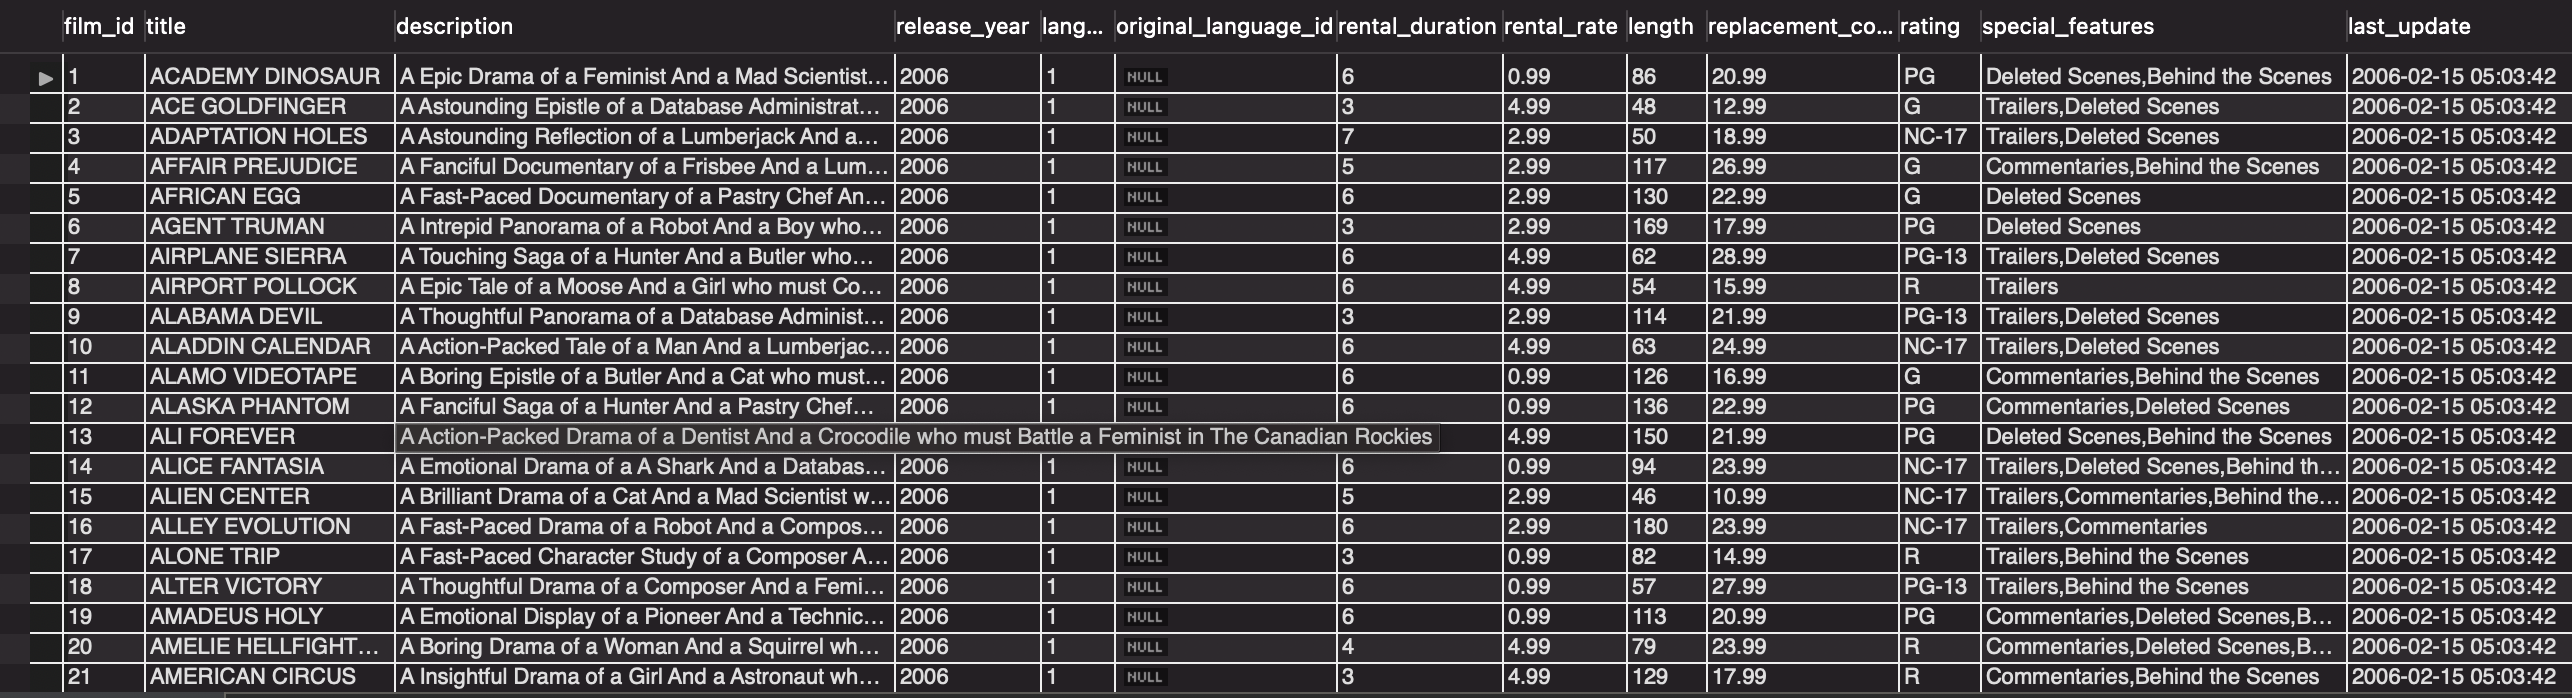 film_id title description release_year lang... original_language_id rental_duration rental_rate length replacement_co... rating special_features last_update
1 ACADEMY DINOSAUR A Epic Drama of a Feminist And a Mad Scientist... 2006 1 NULL 6 0.99 86 20.99 PG Deleted Scenes,Behind the Scenes 2006-02-15 05:03:42
2 ACE GOLDFINGER A Astounding Epistle of a Database Administrat... 2006 1 NULL 3 4.99 48 12.99 G Trailers,Deleted Scenes 2006-02-15 05:03:42
3 ADAPTATION HOLES A Astounding Reflection of a Lumberjack And a... 2006 1 NULL 7 2.99 50 18.99 NC-17 Trailers,Deleted Scenes 2006-02-15 05:03:42
4 AFFAIR PREJUDICE A Fanciful Documentary of a Frisbee And a Lum... 2006 1 NULL 5 2.99 117 26.99 G Commentaries,Behind the Scenes 2006-02-15 05:03:42
5 AFRICAN EGG A Fast-Paced Documentary of a Pastry Chef An... 2006 1 NULL 6 2.99 130 22.99 G Deleted Scenes 2006-02-15 05:03:42
6 AGENT TRUMAN A Intrepid Panorama of a Robot And a Boy who... 2006 1 NULL 3 2.99 169 17.99 PG Deleted Scenes 2006-02-15 05:03:42
7 AIRPLANE SIERRA A Touching Saga of a Hunter And a Butler who... 2006 1 NULL 6 4.99 62 28.99 PG-13 Trailers,Deleted Scenes 2006-02-15 05:03:42
8 AIRPORT POLLOCK A Epic Tale of a Moose And a Girl who must Co... 2006 1 NULL 6 4.99 54 15.99 R Trailers 2006-02-15 05:03:42
9 ALABAMA DEVIL A Thoughtful Panorama of a Database Administ... 2006 1 NULL 3 2.99 114 21.99 PG-13 Trailers,Deleted Scenes 2006-02-15 05:03:42
10 ALADDIN CALENDAR A Action-Packed Tale of a Man And a Lumberjac... 2006 1 NULL 6 4.99 63 24.99 NC-17 Trailers,Deleted Scenes 2006-02-15 05:03:42
11 ALAMO VIDEOTAPE A Boring Epistle of a Butler And a Cat who must... 2006 1 NULL 6 0.99 126 16.99 G Commentaries,Behind the Scenes 2006-02-15 05:03:42
12 ALASKA PHANTOM A Fanciful Saga of a Hunter And a Pastry Chef... 2006 1 NULL 6 0.99 136 22.99 PG Commentaries,Deleted Scenes 2006-02-15 05:03:42
13 ALI FOREVER A Action-Packed Drama of a Dentist And a Crocodile who must Battle a Feminist in The Canadian Rockies 4.99 150 21.99 PG Deleted Scenes,Behind the Scenes 2006-02-15 05:03:42
14 ALICE FANTASIA A Emotional Drama of a A Shark And a Databas... 2006 1 NULL 6 0.99 94 23.99 NC-17 Trailers,Deleted Scenes,Behind th... 2006-02-15 05:03:42
15 ALIEN CENTER A Brilliant Drama of a Cat And a Mad Scientist w... 2006 1 NULL 5 2.99 46 10.99 NC-17 Trailers,Commentaries,Behind the... 2006-02-15 05:03:42
16 ALLEY EVOLUTION A Fast-Paced Drama of a Robot And a Compos... 2006 1 NULL 6 2.99 180 23.99 NC-17 Trailers,Commentaries 2006-02-15 05:03:42
17 ALONE TRIP A Fast-Paced Character Study of a Composer A... 2006 1 NULL 3 0.99 82 14.99 R Trailers,Behind the Scenes 2006-02-15 05:03:42
18 ALTER VICTORY A Thoughtful Drama of a Composer And a Femi... 2006 1 NULL 6 0.99 57 27.99 PG-13 Trailers,Behind the Scenes 2006-02-15 05:03:42
19 AMADEUS HOLY A Emotional Display of a Pioneer And a Technic... 2006 1 NULL 6 0.99 113 20.99 PG Commentaries,Deleted Scenes,B... 2006-02-15 05:03:42
20 AMELIE HELLFIGHT... A Boring Drama of a Woman And a Squirrel wh... 2006 1 NULL 4 4.99 79 23.99 R Commentaries,Deleted Scenes,B... 2006-02-15 05:03:42
21 AMERICAN CIRCUS A Insightful Drama of a Girl And a Astronaut wh... 2006 1 NULL 3 4.99 129 17.99 R Commentaries,Behind the Scenes 2006-02-15 05:03:42